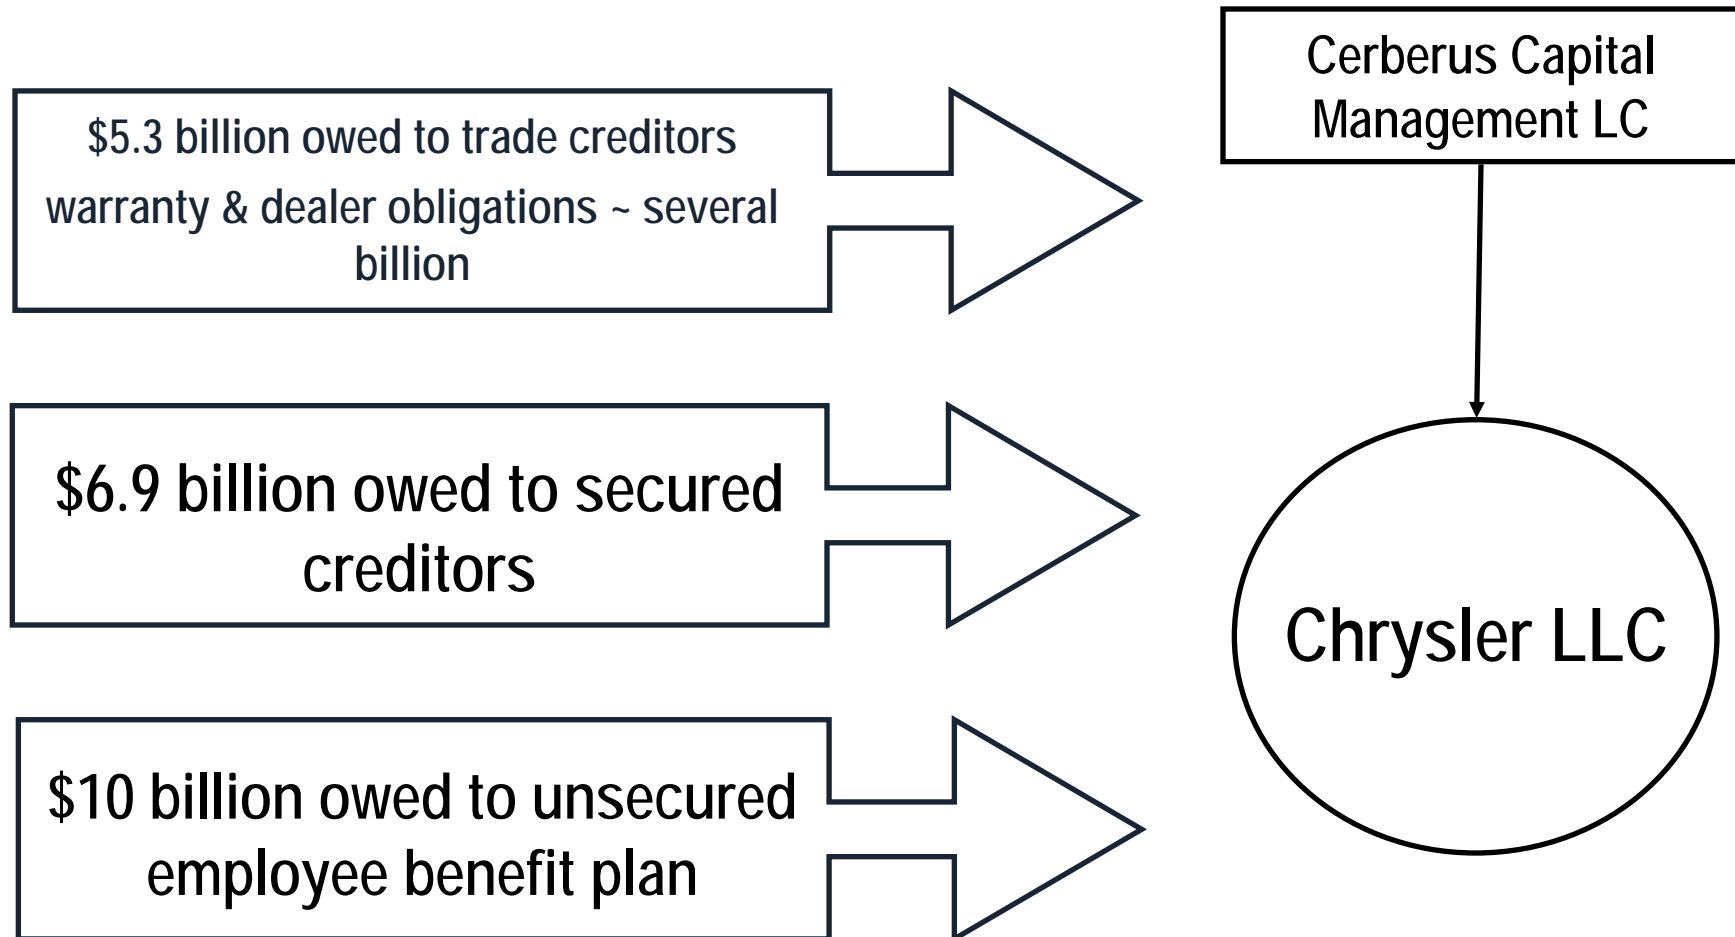 Cerberus Capital
Management LC
$5.3 billion owed to trade creditors
warranty & dealer obligations ~ several
billion
$6.9 billion owed to secured
creditors
Chrysler LLC
$10 billion owed to unsecured
employee benefit plan